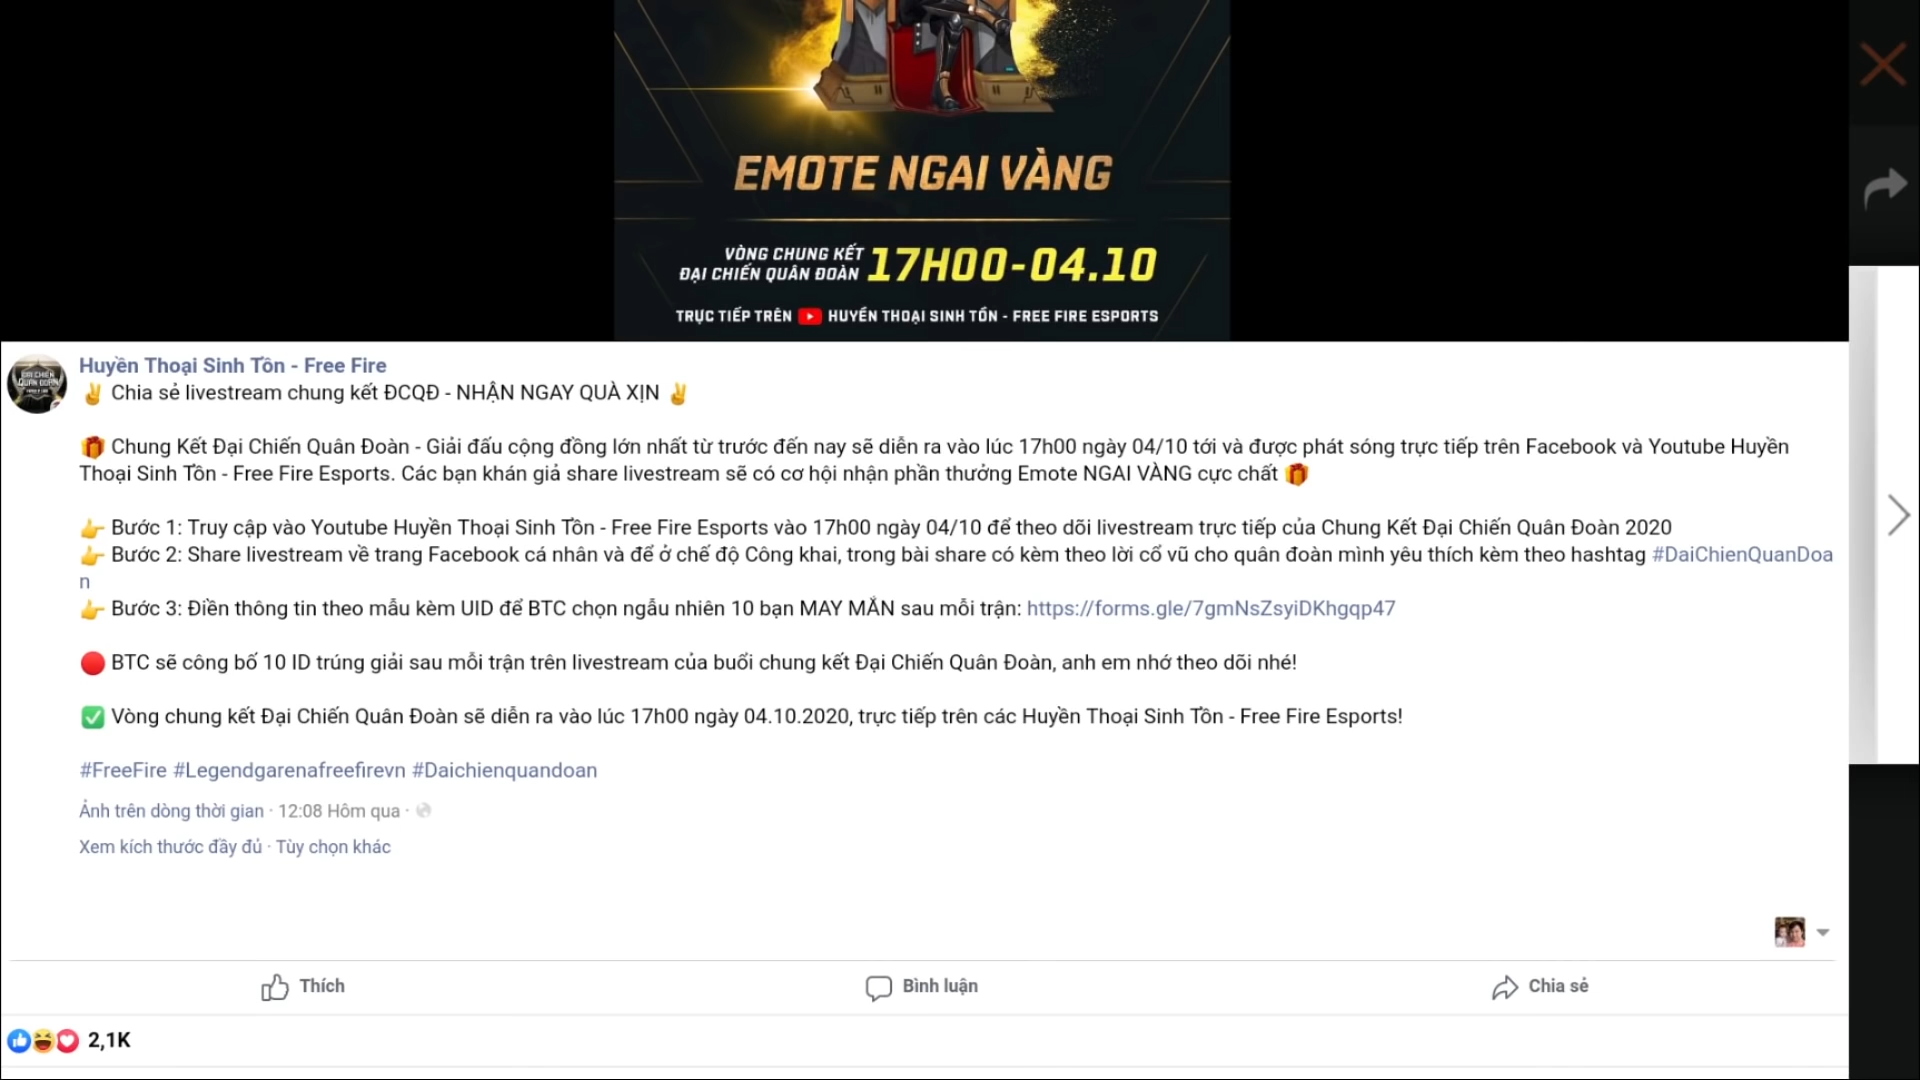 EMOTE NGAI VÀNG
VÒNG CHUNG KẾT
ĐẠI CHIẾN QUÂN ĐOÀN 17H00-04.10
TRỰC TIẾP TRÊN HUYỀN THOẠI SINH TỒN - FREE FIRE ESPORTS
Huyền Thoại Sinh Tồn - Free Fire
✌ Chia sẻ livestream chung kết ĐCQĐ - NHẬN NGAY QUÀ XỊN ✌
🎁 Chung Kết Đại Chiến Quân Đoàn - Giải đấu cộng đồng lớn nhất từ trước đến nay sẽ diễn ra vào lúc 17h00 ngày 04/10 tới và được phát sóng trực tiếp trên Facebook và Youtube Huyền
Thoại Sinh Tồn - Free Fire Esports. Các bạn khán giả share livestream sẽ có cơ hội nhận phần thưởng Emote NGAI VÀNG cực chất 🎁
👉 Bước 1: Truy cập vào Youtube Huyền Thoại Sinh Tồn - Free Fire Esports vào 17h00 ngày 04/10 để theo dõi livestream trực tiếp của Chung Kết Đại Chiến Quân Đoàn 2020
👉 Bước 2: Share livestream về trang Facebook cá nhân và để ở chế độ Công khai, trong bài share có kèm theo lời cổ vũ cho quân đoàn mình yêu thích kèm theo hashtag #DaiChienQuanDoa
n
👉 Bước 3: Điền thông tin theo mẫu kèm UID để BTC chọn ngẫu nhiên 10 bạn MAY MẮN sau mỗi trận: https://forms.gle/7gmNsZsyiDKhgqp47
🔴 BTC sẽ công bố 10 ID trúng giải sau mỗi trận trên livestream của buổi chung kết Đại Chiến Quân Đoàn, anh em nhớ theo dõi nhé!
✅ Vòng chung kết Đại Chiến Quân Đoàn sẽ diễn ra vào lúc 17h00 ngày 04.10.2020, trực tiếp trên các Huyền Thoại Sinh Tồn - Free Fire Esports!
#FreeFire #Legendgarenafreefirevn #Daichienquandoan
Ảnh trên dòng thời gian · 12:08 Hôm qua ·
Xem kích thước đầy đủ · Tùy chọn khác
Thích Bình luận Chia sẻ
2,1K